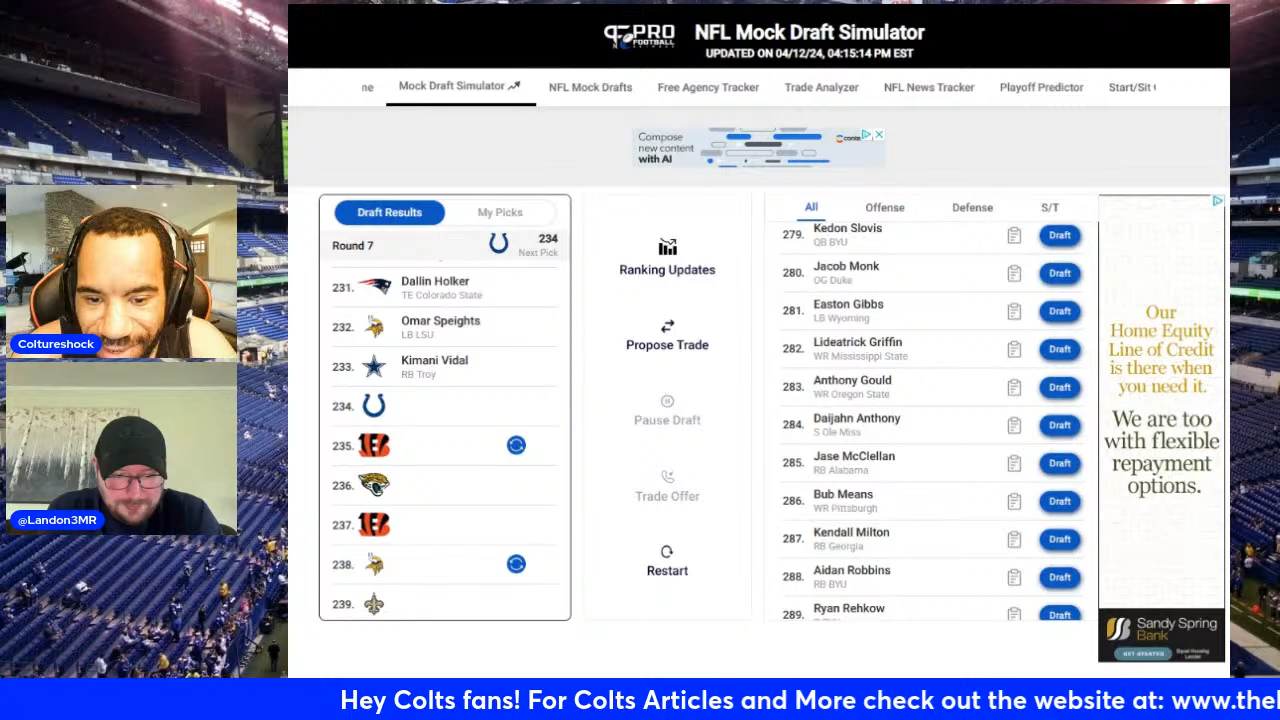 PRO
FOOTBALL
NFL Mock Draft Simulator
UPDATED ON 04/12/24, 04:15:14 PM EST
ne
Mock Draft Simulator
NFL Mock Drafts
Free Agency Tracker
Trade Analyzer
NFL News Tracker
Playoff Predictor
Start/Sit
Compose
new content
with AI
Draft Results
My Picks
Round 7
234
Next Pick
231.
Dallin Holker
TE Colorado State
232.
Omar Speights
LB LSU
233.
Kimani Vidal
RB Troy
234.
235.
236.
237.
238.
239.
Ranking Updates
Propose Trade
Pause Draft
Trade Offer
Restart
All
Offense
Defense
S/T
279.
Kedon Slovis
QB BYU
Draft
280.
Jacob Monk
OG Duke
Draft
281.
Easton Gibbs
LB Wyoming
Draft
282.
Lideatrick Griffin
WR Mississippi State
Draft
283.
Anthony Gould
WR Oregon State
Draft
284.
Daijahn Anthony
S Ole Miss
Draft
285.
Jase McClellan
RB Alabama
Draft
286.
Bub Means
WR Pittsburgh
Draft
287.
Kendall Milton
RB Georgia
Draft
288.
Aidan Robbins
RB BYU
Draft
289.
Ryan Rehkow
Draft
Our
Home Equity
Line of Credit
is there when
you need it.
We are too
with flexible
repayment
options.
Sandy Spring
Bank
GET STARTED
Coltureshock
@Landon3MR
Hey Colts fans! For Colts Articles and More check out the website at: www.thel